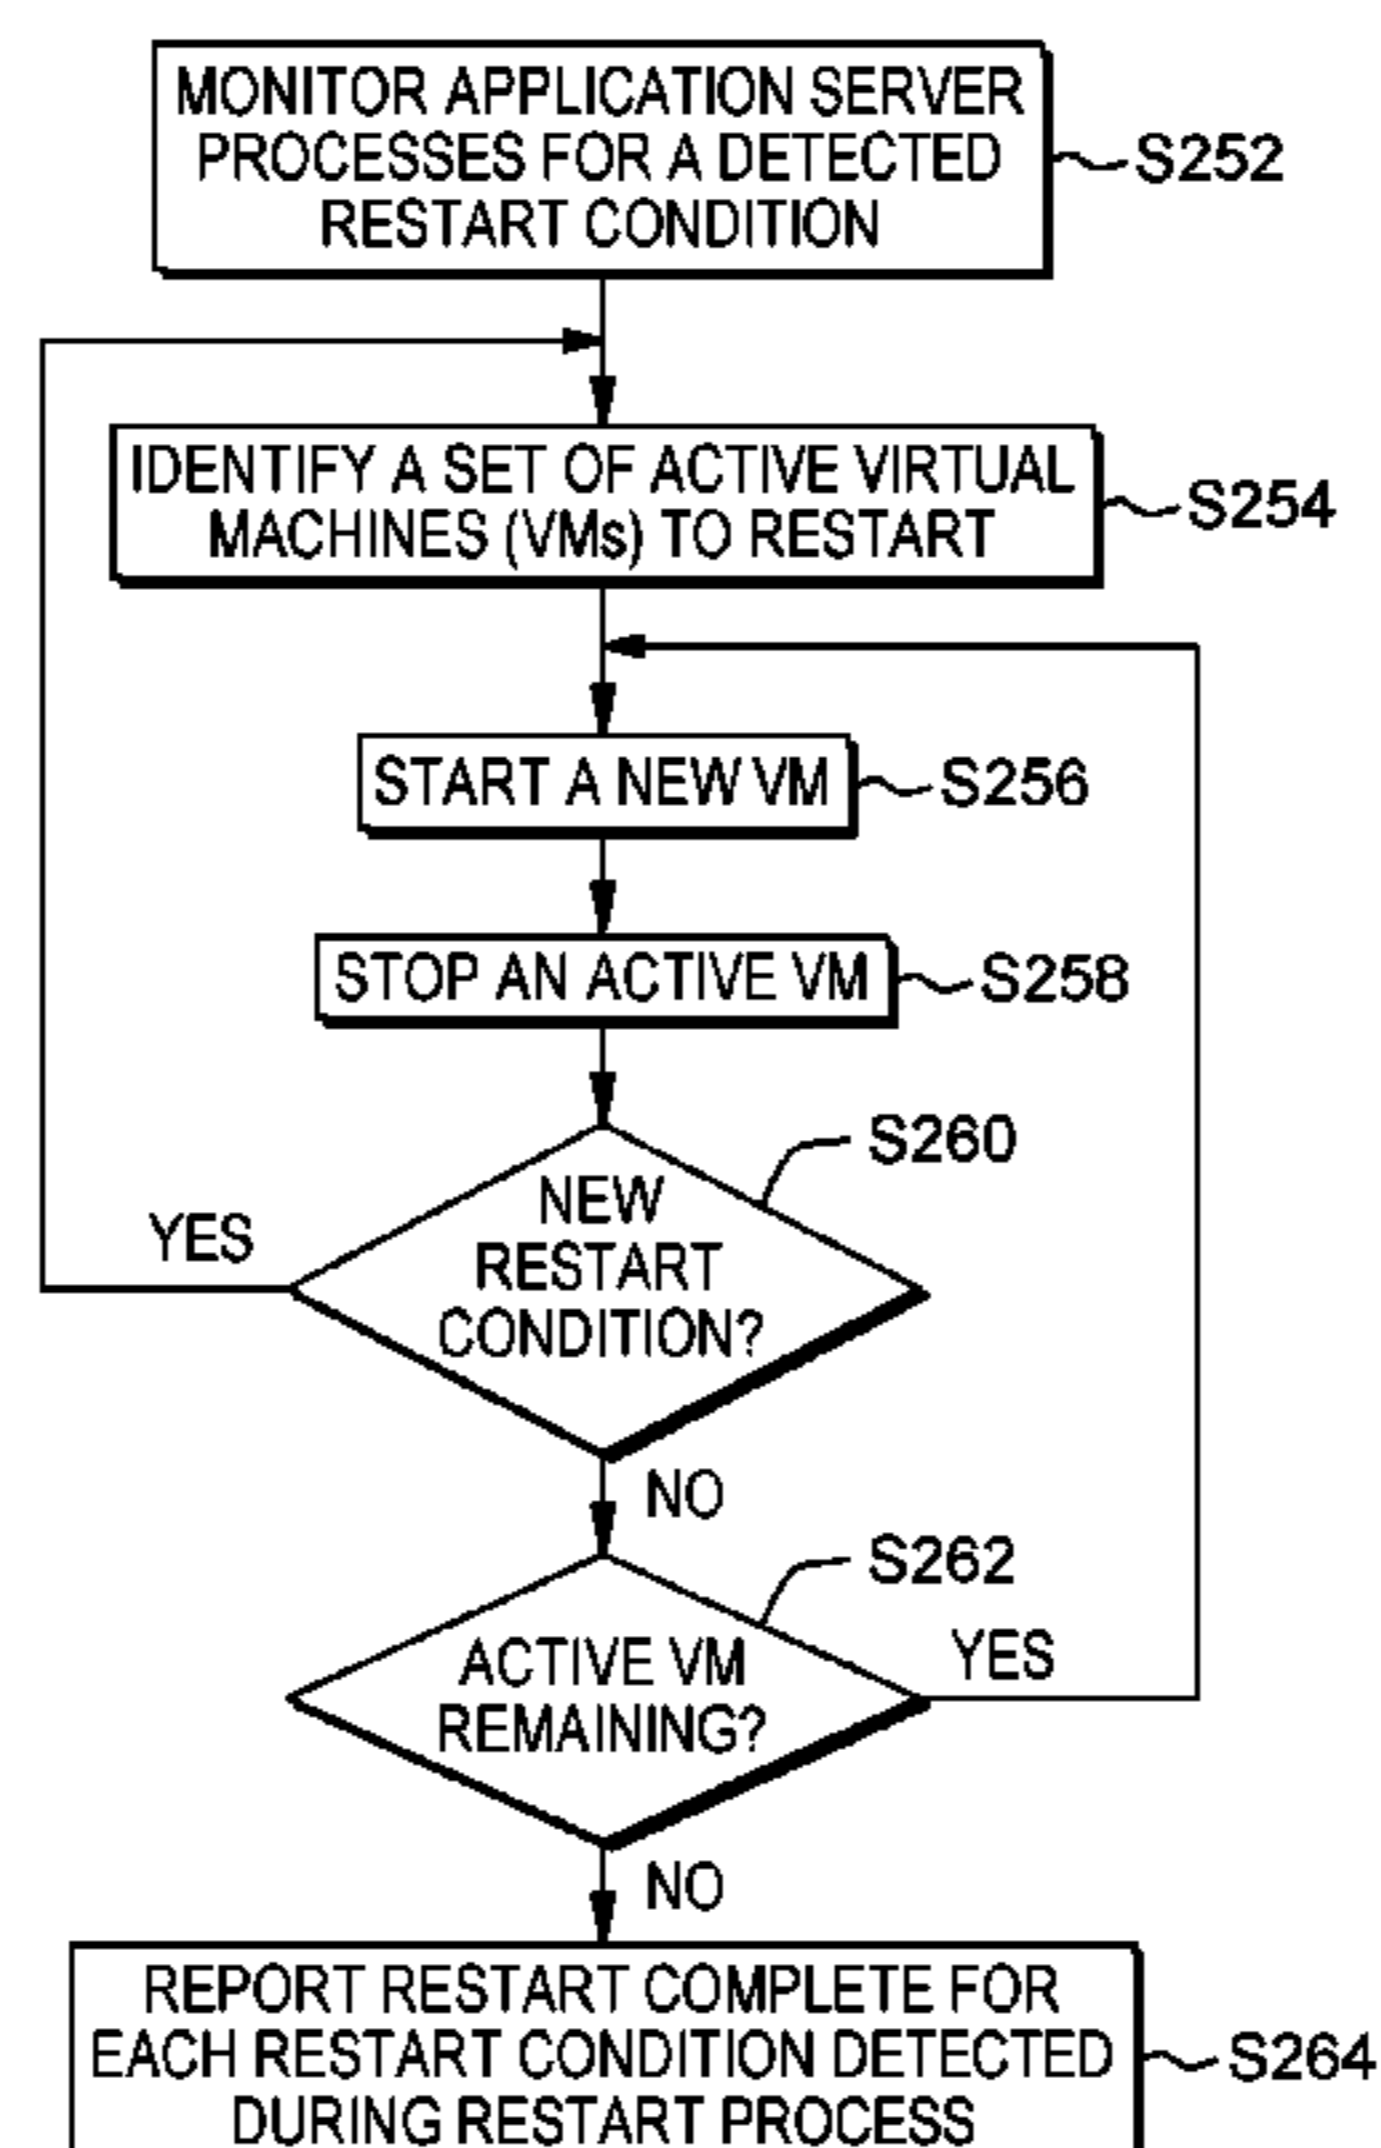 MONITOR APPLICATION SERVER
PROCESSES FOR A DETECTED
RESTART CONDITION
S252
IDENTIFY A SET OF ACTIVE VIRTUAL
MACHINES (VMs) TO RESTART
S254
START A NEW VM
S256
STOP AN ACTIVE VM
S258
S260
NEW
RESTART
CONDITION?
YES
NO
S262
ACTIVE VM
REMAINING?
YES
NO
REPORT RESTART COMPLETE FOR
EACH RESTART CONDITION DETECTED
DURING RESTART PROCESS
S264